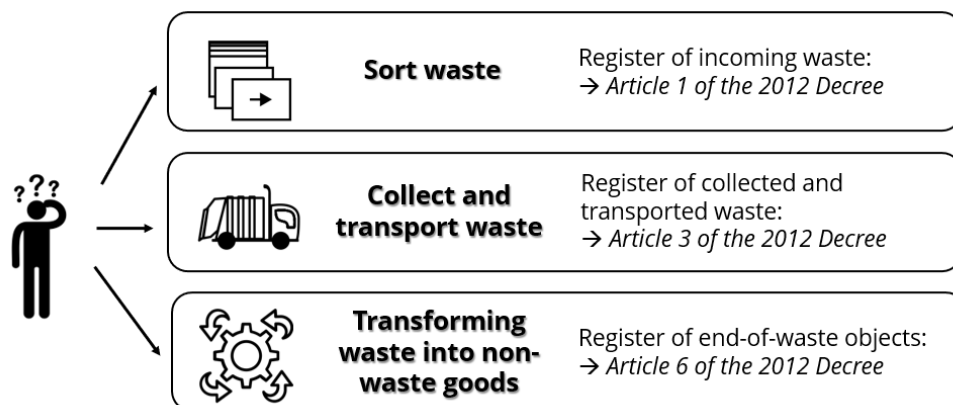 Sort waste
Register of incoming waste:
→ Article 1 of the 2012 Decree
? ? ?
Collect and
transport waste
Register of collected and
transported waste:
→ Article 3 of the 2012 Decree
Transforming
waste into non-
waste goods
Register of end-of-waste objects:
→ Article 6 of the 2012 Decree